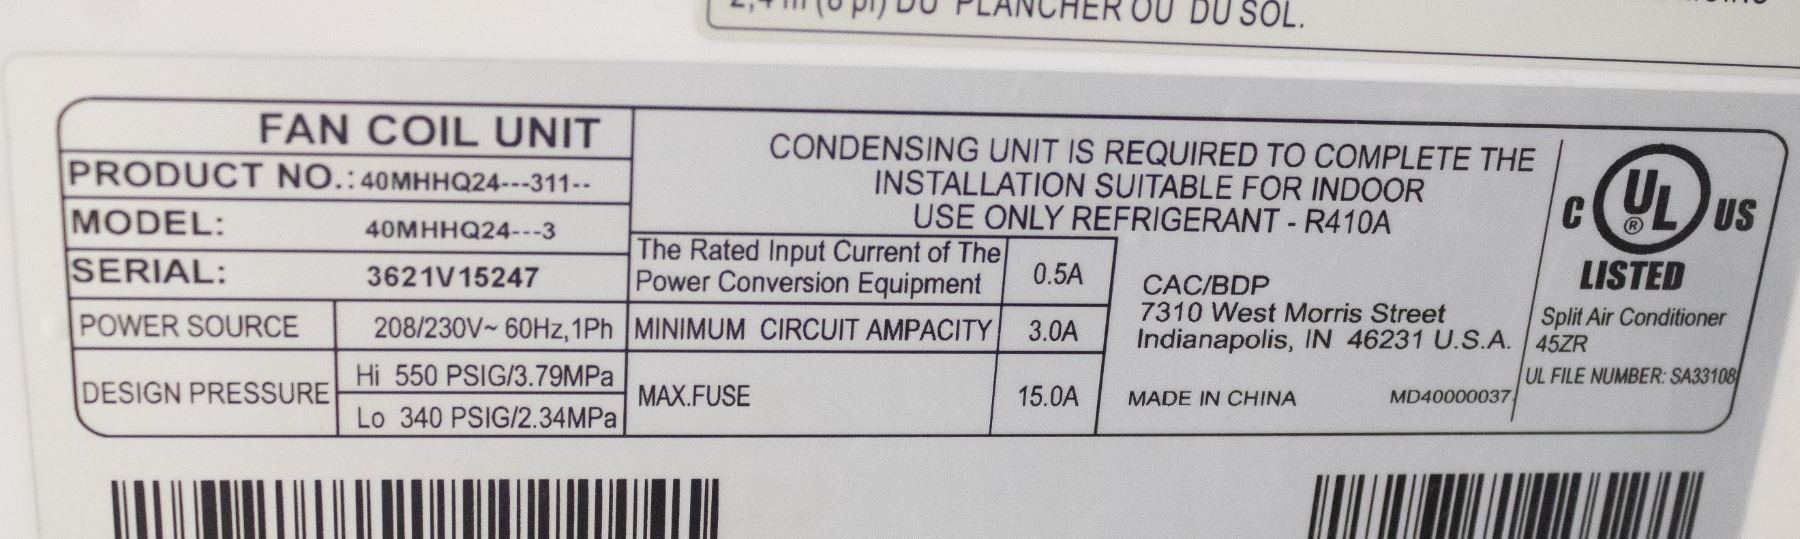 DU PLANCHER OU DU SOL.
FAN COIL UNIT
PRODUCT NO.: 40MHHQ24---311--
MODEL: 40MHHQ24---3
SERIAL: 3621V15247
POWER SOURCE 208/230V~ 60Hz,1Ph
DESIGN PRESSURE
Hi 550 PSIG/3.79MPa
Lo 340 PSIG/2.34MPa
CONDENSING UNIT IS REQUIRED TO COMPLETE THE
INSTALLATION SUITABLE FOR INDOOR
USE ONLY REFRIGERANT - R410A
The Rated Input Current of The
Power Conversion Equipment 0.5A
MINIMUM CIRCUIT AMPACITY 3.0A
MAX.FUSE 15.0A
CAC/BDP
7310 West Morris Street
Indianapolis, IN 46231 U.S.A.
MADE IN CHINA MD40000037
C UL ® US
LISTED
Split Air Conditioner
45ZR
UL FILE NUMBER: SA33108